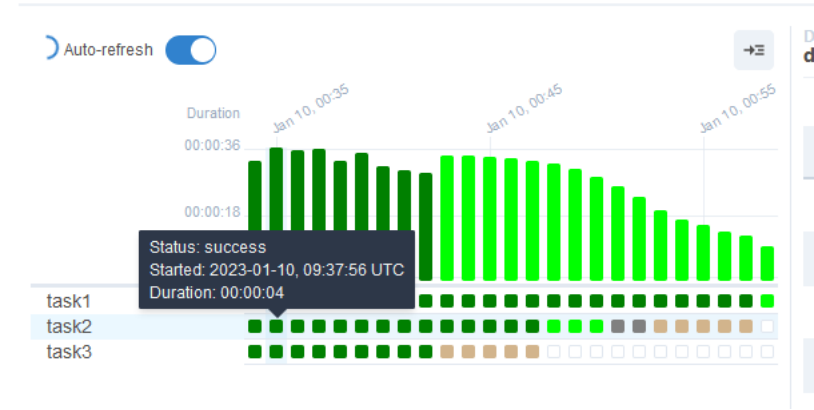 Auto-refresh
D
d
Duration
Jan 10, 00:35
Jan 10, 00:45
Jan 10, 00:55
00:00:36
00:00:18
Status: success
Started: 2023-01-10, 09:37:56 UTC
Duration: 00:00:04
task1
task2
task3